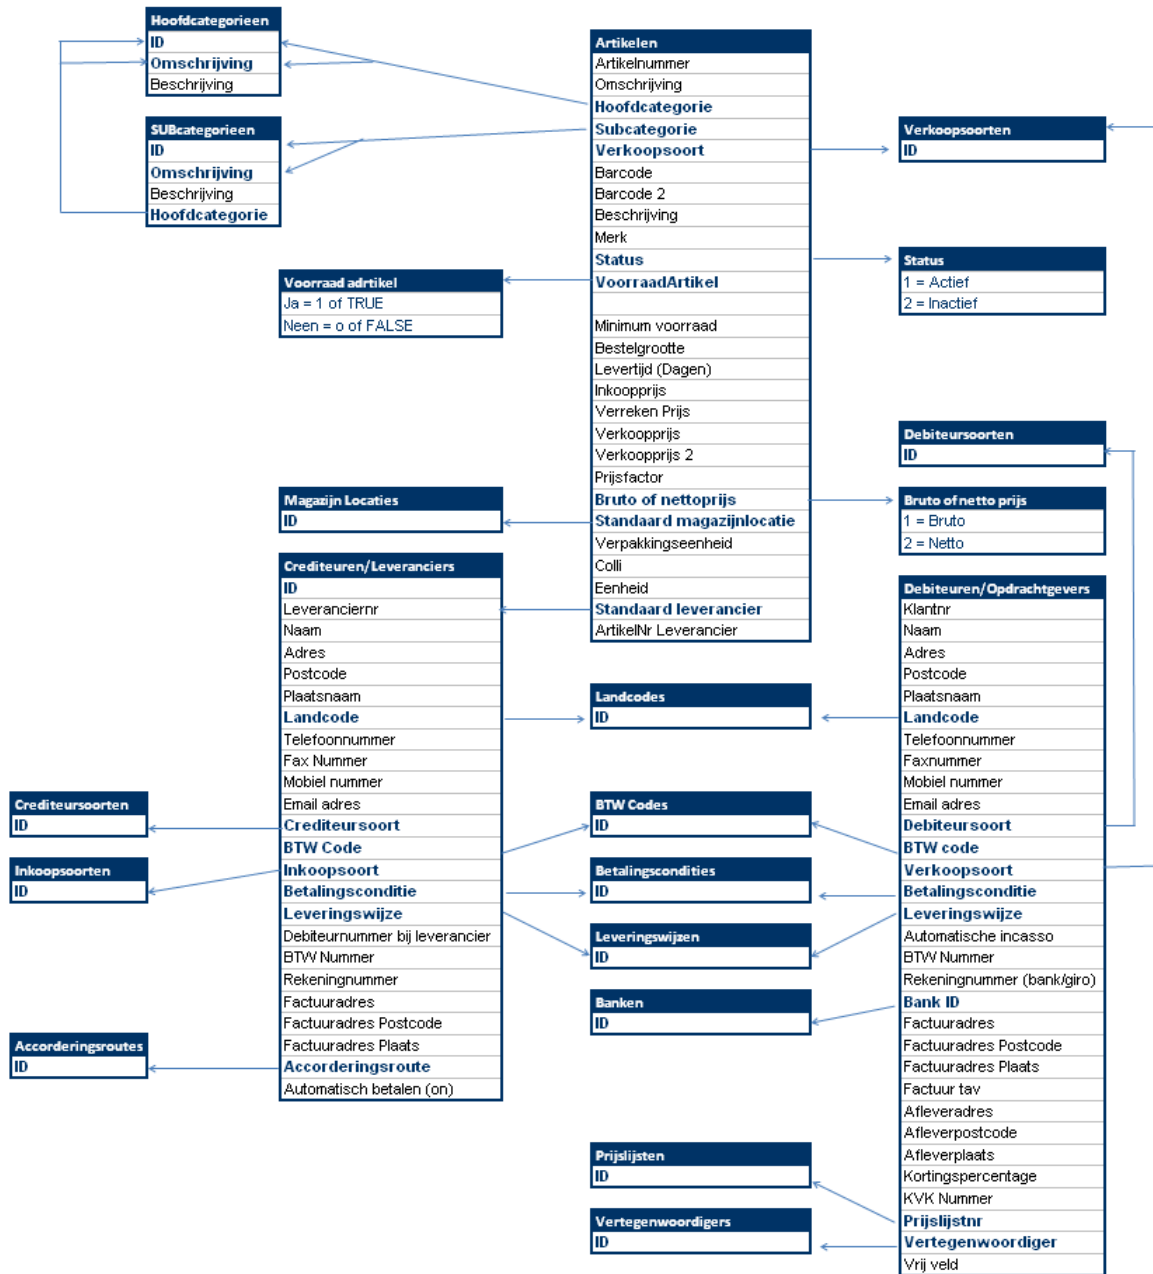 Hoofdcategorieen
ID
Omschrijving
Beschrijving
SUBcategorieen
ID
Omschrijving
Beschrijving
Hoofdcategorie
Artikelen
Artikelnummer
Omschrijving
Hoofdcategorie
Subcategorie
Verkoopsoort
Barcode
Barcode 2
Beschrijving
Merk
Status
VoorraadArtikel
Minimum voorraad
Bestelgrootte
Levertijd (Dagen)
Inkoopprijs
Verreken Prijs
Verkoopprijs
Verkoopprijs 2
Prijsfactor
Bruto of nettoprijs
Standaard magazijnlocatie
Verpakkingseenheid
Colli
Eenheid
Standaard leverancier
ArtikelNr Leverancier
Verkoopsoorten
ID
Status
1 = Actief
2 = Inactief
Voorraad adrtikel
Ja = 1 of TRUE
Neen = o of FALSE
Debiteursoorten
ID
Bruto of netto prijs
1 = Bruto
2 = Netto
Magazijn Locaties
ID
Crediteuren/Leveranciers
ID
Leveranciernr
Naam
Adres
Postcode
Plaatsnaam
Landcode
Telefoonnummer
Fax Nummer
Mobiel nummer
Email adres
Crediteursoort
BTW Code
Inkoopsoort
Betalingsconditie
Leveringswijze
Debiteurnummer bij leverancier
BTW Nummer
Rekeningnummer
Factuuradres
Factuuradres Postcode
Factuuradres Plaats
Accorderingsroute
Automatisch betalen (on)
Crediteursoorten
ID
Inkoopsoorten
ID
Accorderingsroutes
ID
Landcodes
ID
BTW Codes
ID
Betalingscondities
ID
Leveringswijzen
ID
Banken
ID
Prijslijsten
ID
Vertegenwoordigers
ID
Debiteuren/Opdrachtgevers
Klantnr
Naam
Adres
Postcode
Plaatsnaam
Landcode
Telefoonnummer
Faxnummer
Mobiel nummer
Email adres
Debiteursoort
BTW code
Verkoopsoort
Betalingsconditie
Leveringswijze
Automatische incasso
BTW Nummer
Rekeningnummer (bank/giro)
Bank ID
Factuuradres
Factuuradres Postcode
Factuuradres Plaats
Factuur tav
Afleveradres
Afleverpostcode
Afleverplaats
Kortingspercentage
KVK Nummer
Prijslijstnr
Vertegenwoordiger
Vrij veld